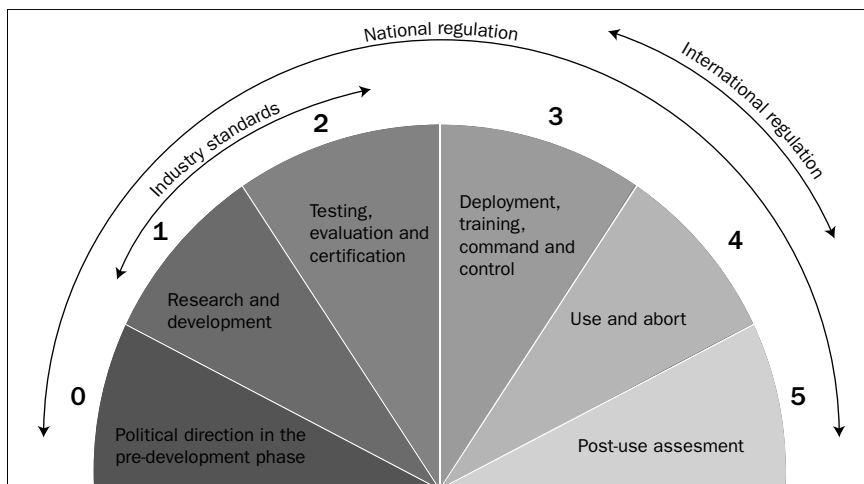 National regulation
International regulation
Industry standards
0
1
2
3
4
5
Political direction in the
pre-development phase
Research and
development
Testing,
evaluation and
certification
Deployment,
training,
command and
control
Use and abort
Post-use assesment